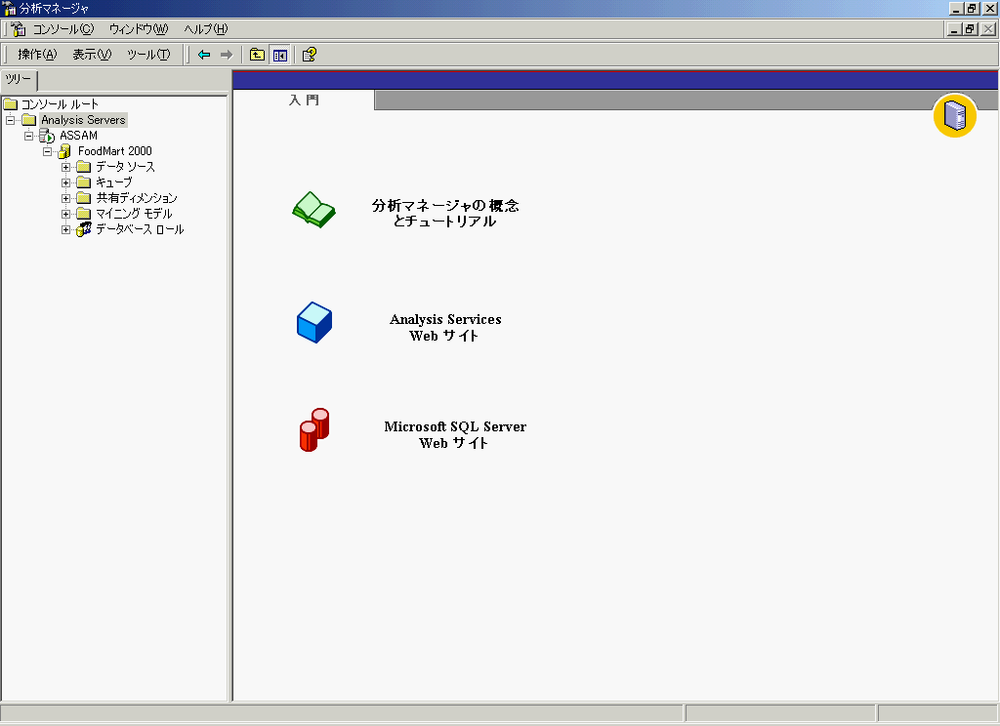 分析マネージャ
コンソール(C) ウィンドウ(W) ヘルプ(H)
操作(A) 表示(V) ツール(T)
ツリー
コンソール ルート
Analysis Servers
ASSAM
FoodMart 2000
データ ソース
キューブ
共有ディメンション
マイニング モデル
データベース ロール
入門
分析マネージャの概念
とチュートリアル
Analysis Services
Web サイト
Microsoft SQL Server
Web サイト